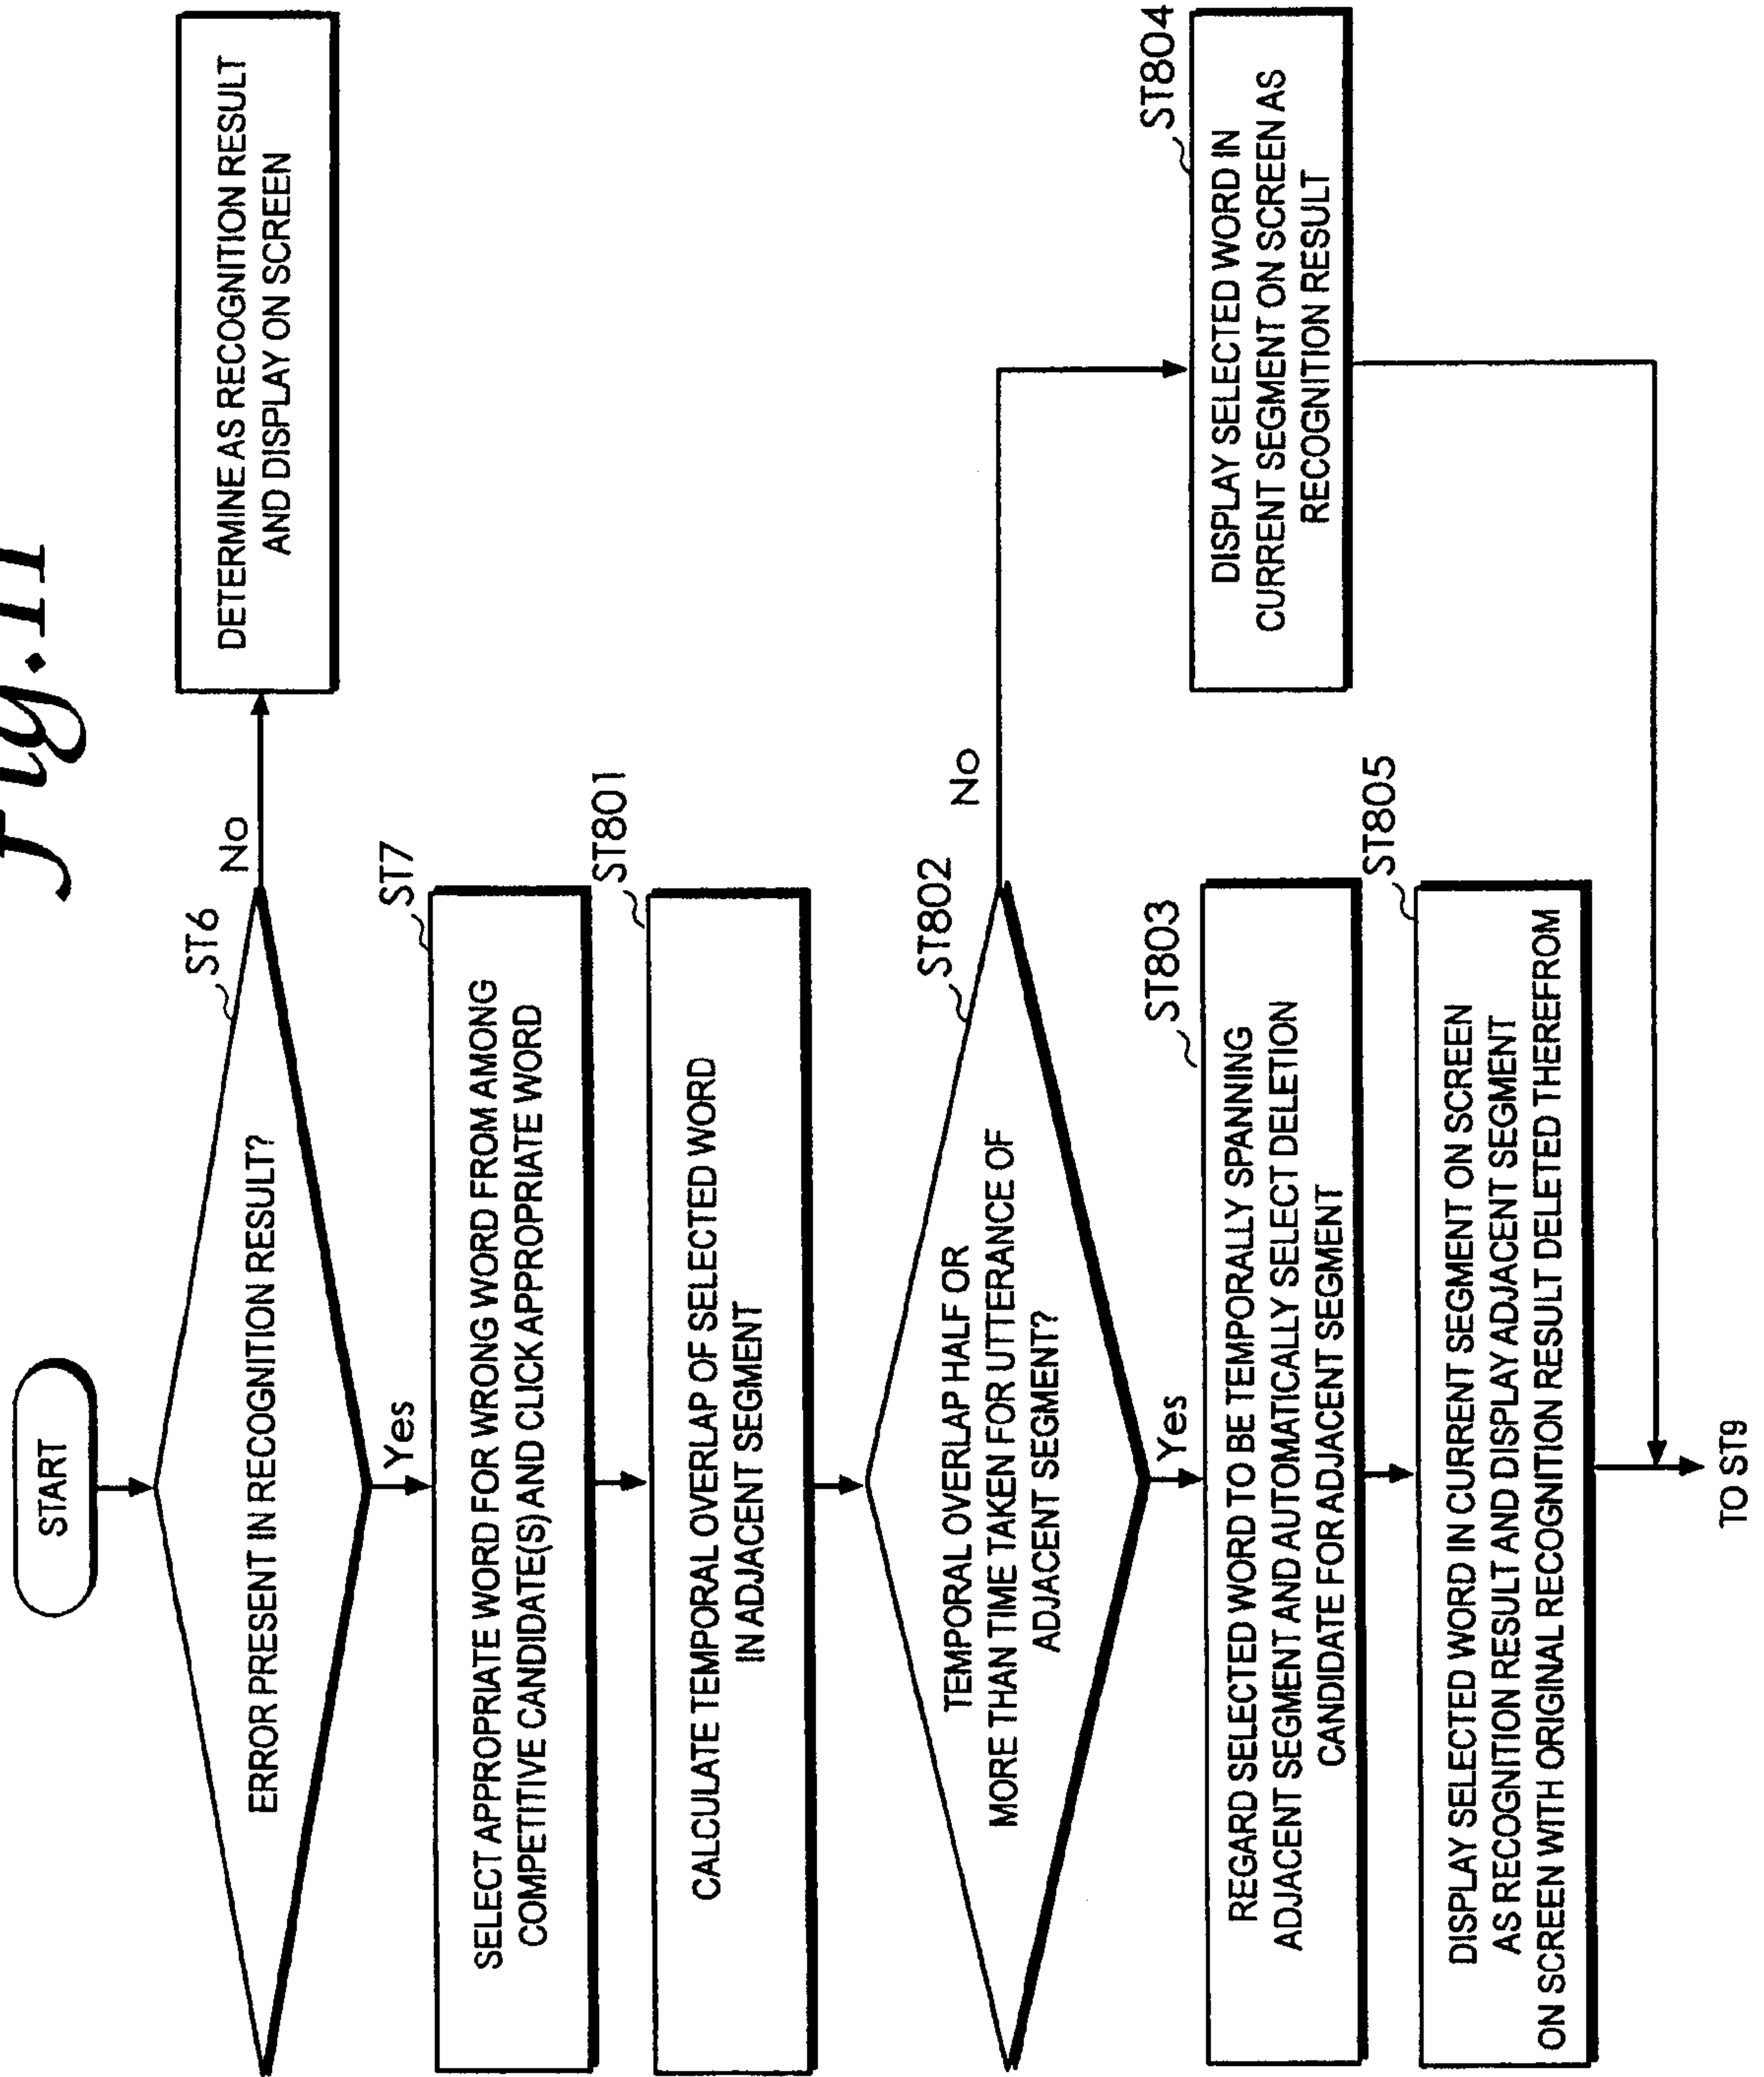 Fig.11
START
ST6
ERROR PRESENT IN RECOGNITION RESULT?
No
DETERMINE AS RECOGNITION RESULT
AND DISPLAY ON SCREEN
Yes
ST7
SELECT APPROPRIATE WORD FOR WRONG WORD FROM AMONG
COMPETITIVE CANDIDATE(S) AND CLICK APPROPRIATE WORD
ST801
CALCULATE TEMPORAL OVERLAP OF SELECTED WORD
IN ADJACENT SEGMENT
ST802
TEMPORAL OVERLAP HALF OR
MORE THAN TIME TAKEN FOR UTTERANCE OF
ADJACENT SEGMENT?
No
Yes
ST803
REGARD SELECTED WORD TO BE TEMPORALLY SPANNING
ADJACENT SEGMENT AND AUTOMATICALLY SELECT DELETION
CANDIDATE FOR ADJACENT SEGMENT
ST804
DISPLAY SELECTED WORD IN
CURRENT SEGMENT ON SCREEN AS
RECOGNITION RESULT
ST805
DISPLAY SELECTED WORD IN CURRENT SEGMENT ON SCREEN
AS RECOGNITION RESULT AND DISPLAY ADJACENT SEGMENT
ON SCREEN WITH ORIGINAL RECOGNITION RESULT DELETED THEREFROM
TO ST9